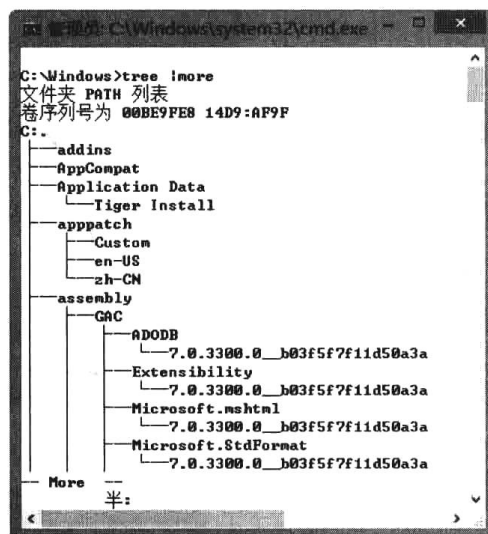 管理员: C:\Windows\system32\cmd.exe
C:\Windows>tree |more
文件夹 PATH 列表
卷序列号为 00BE9FE8 14D9:AF9F
C:.
├──addins
├──AppCompat
├──Application Data
│  └──Tiger Install
├──apppatch
│  ├──Custom
│  ├──en-US
│  └──zh-CN
├──assembly
│  ├──GAC
│  │  ├──ADODB
│  │  │  └──7.0.3300.0__b03f5f7f11d50a3a
│  │  ├──Extensibility
│  │  │  └──7.0.3300.0__b03f5f7f11d50a3a
│  │  ├──Microsoft.mshtml
│  │  │  └──7.0.3300.0__b03f5f7f11d50a3a
│  │  ├──Microsoft.StdFormat
│  │  │  └──7.0.3300.0__b03f5f7f11d50a3a
-- More --
半: